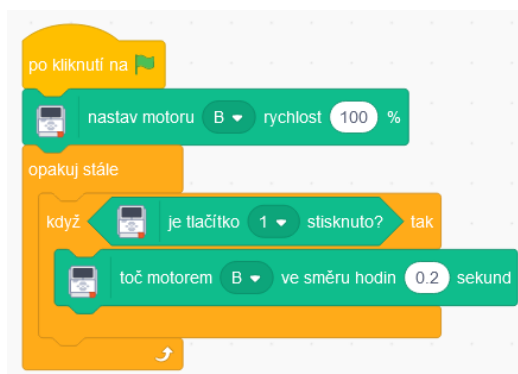 po kliknutí na
nastav motoru B rychlost 100 %
opakuj stále
když je tlačítko 1 stisknuto? tak
toč motorem B ve směru hodin 0.2 sekund